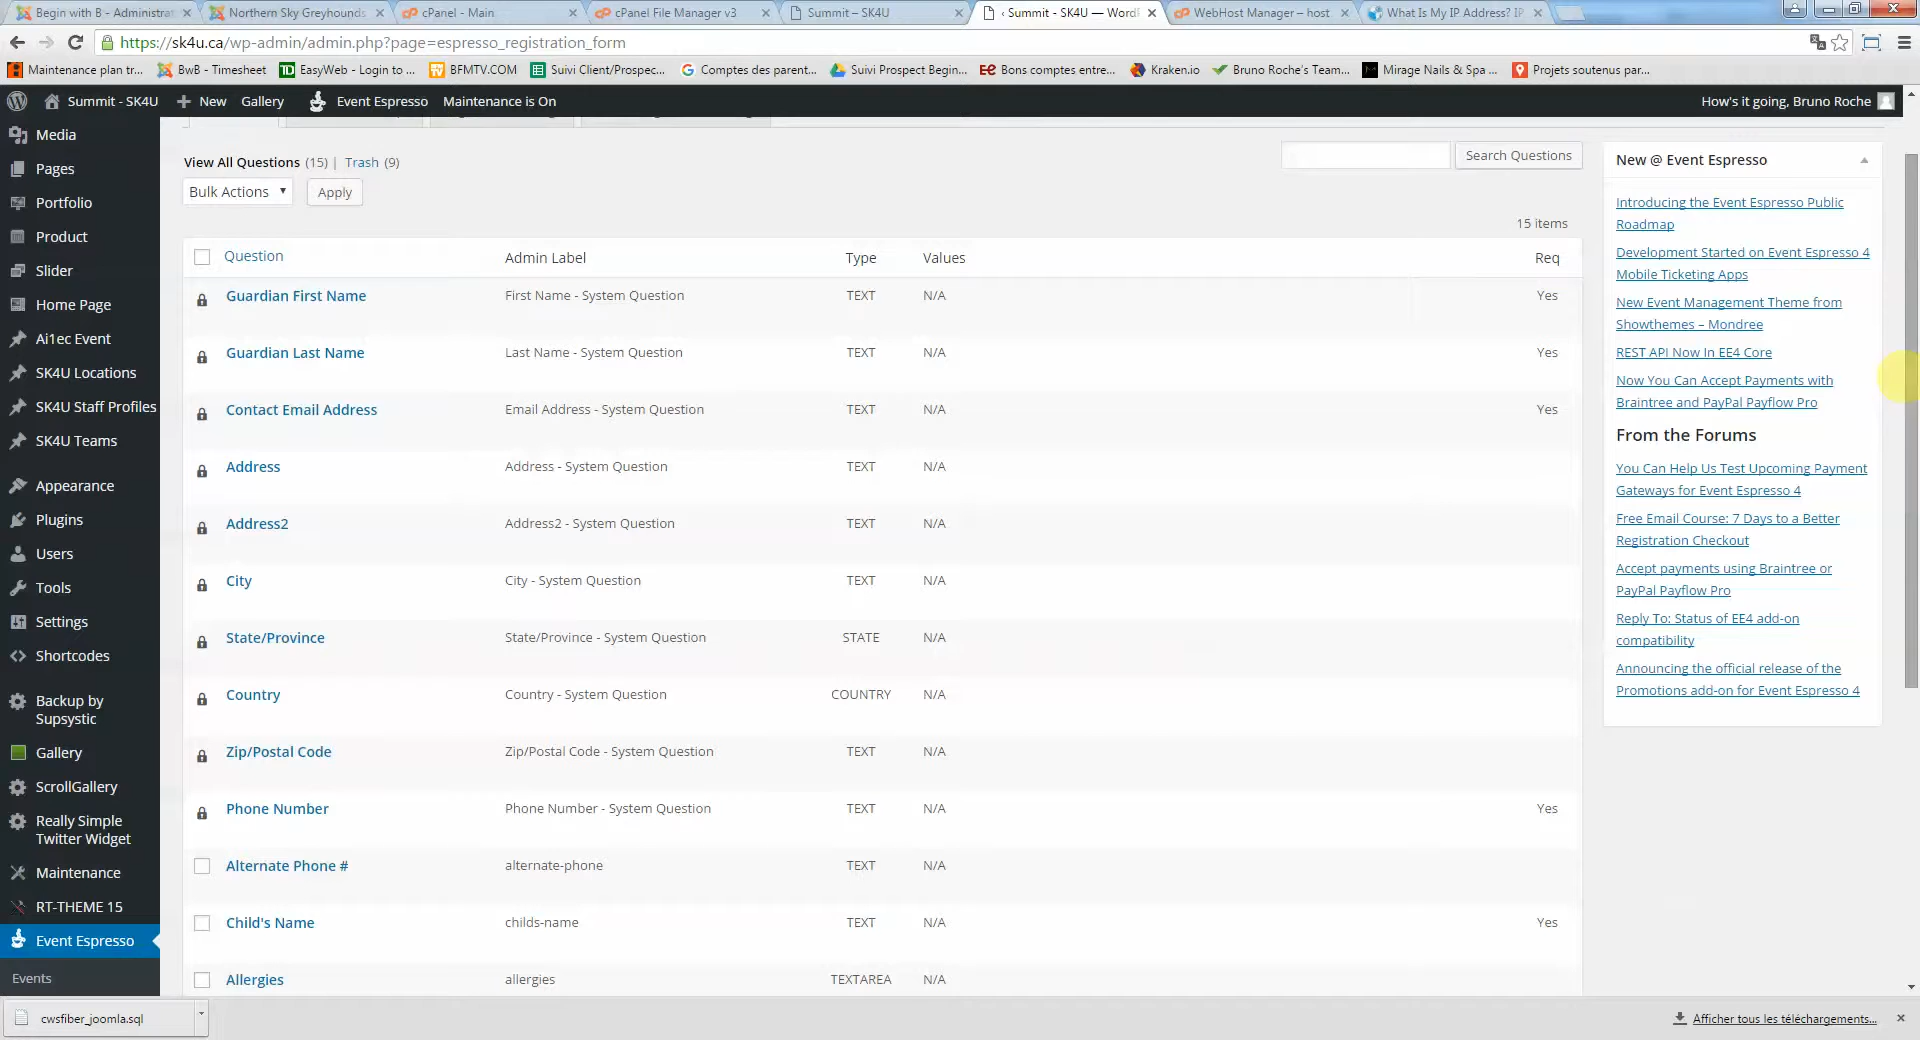 Begin with B - Administrat
Northern Sky Greyhounds
cPanel - Main
cPanel File Manager v3
Summit – SK4U
‹ Summit - SK4U — WordP
WebHost Manager – host
What Is My IP Address? IP
https://sk4u.ca/wp-admin/admin.php?page=espresso_registration_form
Maintenance plan tr...
BwB - Timesheet
EasyWeb - Login to ...
BFMTV.COM
Suivi Client/Prospec...
Comptes des parent...
Suivi Prospect Begin...
Bons comptes entre...
Kraken.io
Bruno Roche's Team...
Mirage Nails & Spa ...
Projets soutenus par...
Summit - SK4U
New
Gallery
Event Espresso
Maintenance is On
How's it going, Bruno Roche
Media
Pages
Portfolio
Product
Slider
Home Page
Ai1ec Event
SK4U Locations
SK4U Staff Profiles
SK4U Teams
Appearance
Plugins
Users
Tools
Settings
Shortcodes
Backup by
Supsystic
Gallery
ScrollGallery
Really Simple
Twitter Widget
Maintenance
RT-THEME 15
Event Espresso
Events
View All Questions (15) | Trash (9)
Bulk Actions
Apply
Search Questions
15 items
Question Admin Label Type Values Req
Guardian First Name First Name - System Question TEXT N/A Yes
Guardian Last Name Last Name - System Question TEXT N/A Yes
Contact Email Address Email Address - System Question TEXT N/A Yes
Address Address - System Question TEXT N/A
Address2 Address2 - System Question TEXT N/A
City City - System Question TEXT N/A
State/Province State/Province - System Question STATE N/A
Country Country - System Question COUNTRY N/A
Zip/Postal Code Zip/Postal Code - System Question TEXT N/A
Phone Number Phone Number - System Question TEXT N/A Yes
Alternate Phone # alternate-phone TEXT N/A
Child's Name childs-name TEXT N/A Yes
Allergies allergies TEXTAREA N/A
New @ Event Espresso
Introducing the Event Espresso Public
Roadmap
Development Started on Event Espresso 4
Mobile Ticketing Apps
New Event Management Theme from
Showthemes – Mondree
REST API Now In EE4 Core
Now You Can Accept Payments with
Braintree and PayPal Payflow Pro
From the Forums
You Can Help Us Test Upcoming Payment
Gateways for Event Espresso 4
Free Email Course: 7 Days to a Better
Registration Checkout
Accept payments using Braintree or
PayPal Payflow Pro
Reply To: Status of EE4 add-on
compatibility
Announcing the official release of the
Promotions add-on for Event Espresso 4
cwsfiber_joomla.sql
Afficher tous les téléchargements...